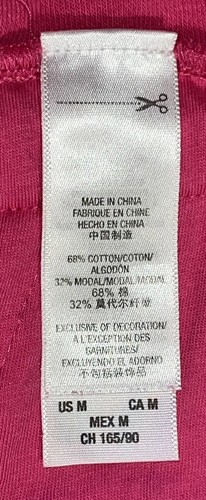 MADE IN CHINA
FABRIQUE EN CHINE
HECHO EN CHINA
中国制造
68% COTTON/COTON/
ALGODÓN
32% MODAL/MODAL/MODAL
68% 棉
32% 莫代尔纤维
EXCLUSIVE OF DECORATION/
A L'EXCEPTION DES
GARNITURES/
EXCLUYENDO EL ADORNO
不包括装饰品
US M CA M
MEX M
CH 165/90